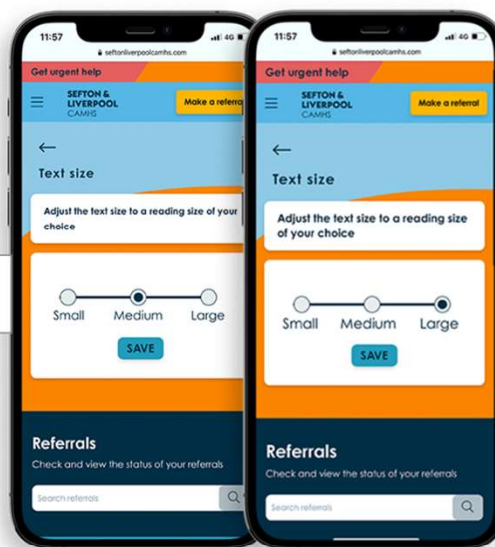 11:57
4G
seftonliverpoolcamhs.com
Get urgent help
SEFTON &
LIVERPOOL
CAMHS
Make a referra
Text size
Adjust the text size to a reading size of your
choice
Small Medium Large
SAVE
Referrals
Check and view the status of your referrals
Search referrals
11:57
4G
seftonliverpoolcamhs.com
Get urgent help
SEFTON &
LIVERPOOL
CAMHS
Make a referral
Text size
Adjust the text size to a reading size
of your choice
Small Medium Large
SAVE
Referrals
Check and view the status of your referrals
Search referrals